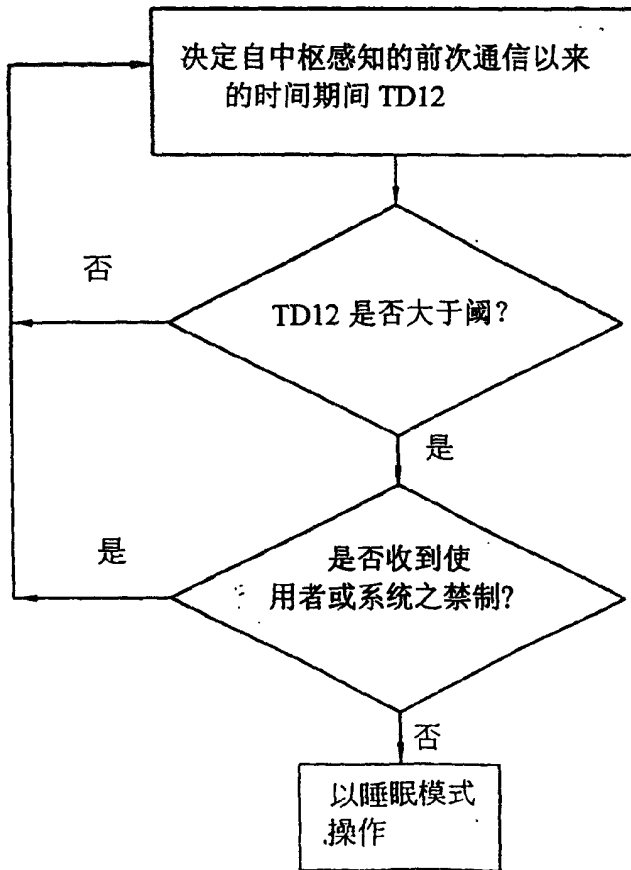 决定自中枢感知的前次通信以来
的时间期间 TD12
否
TD12 是否大于阈？
是
是
是否收到使
用者或系统之禁制？
否
以睡眠模式
操作